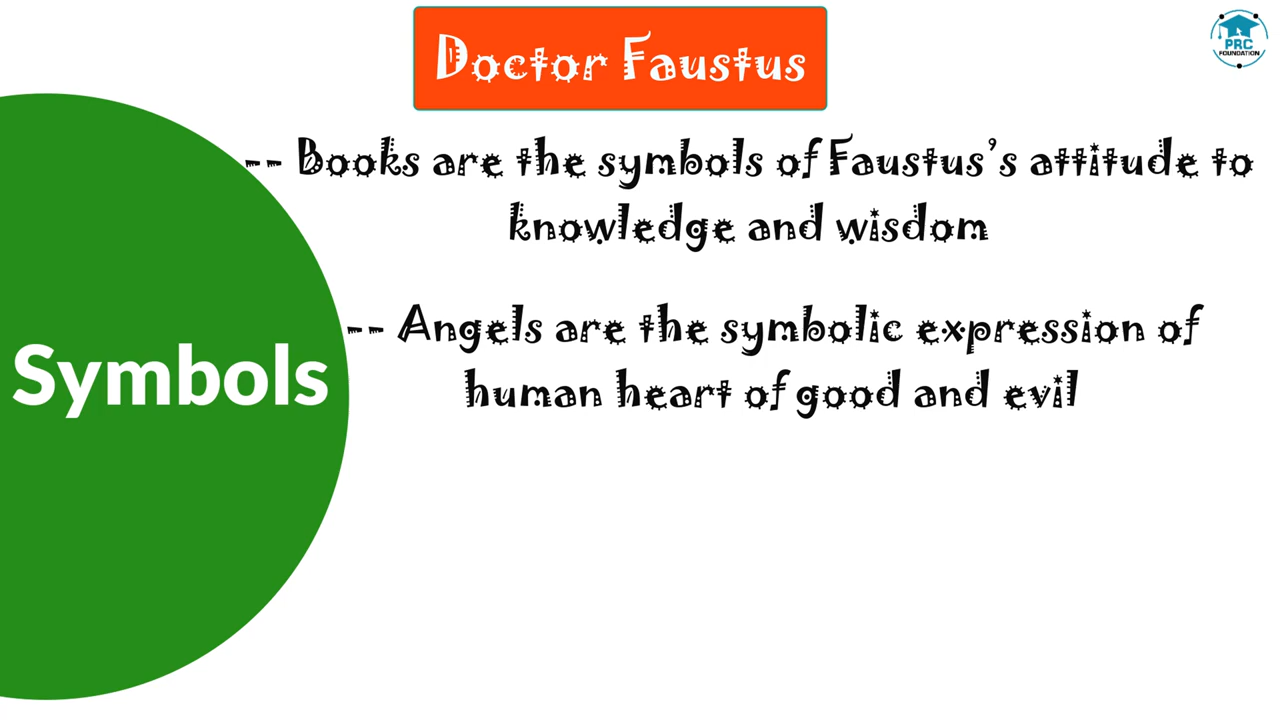 Doctor Faustus
PRC
FOUNDATION
-- Books are the symbols of Faustus's attitude to
knowledge and wisdom
-- Angels are the symbolic expression of
human heart of good and evil
Symbols